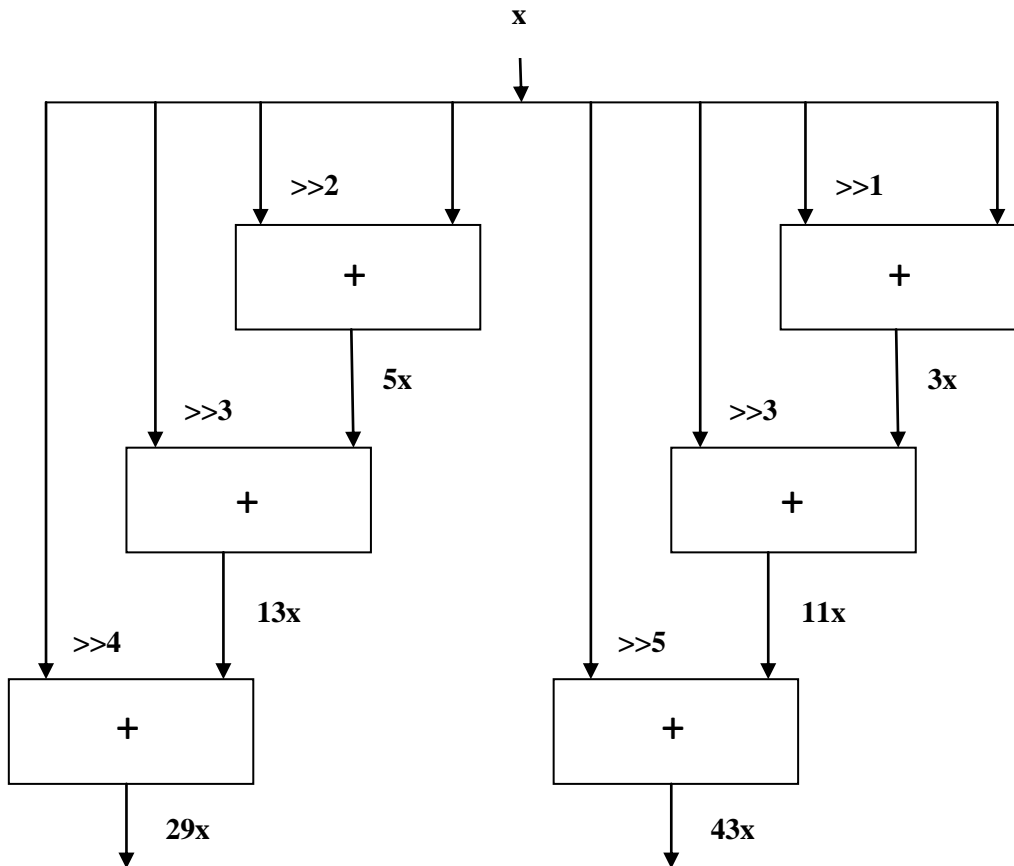 x
>>2 >>1
+ +
5x 3x
>>3 >>3
+ +
13x 11x
>>4 >>5
+ +
29x 43x